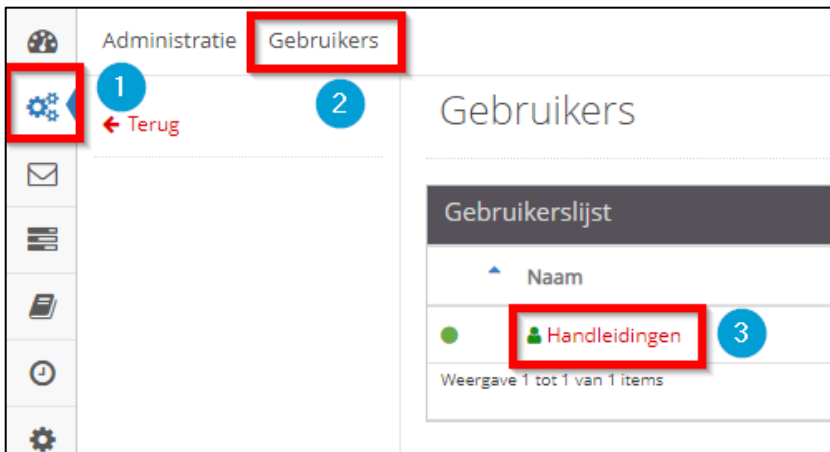 Administratie Gebruikers
1
2
← Terug
Gebruikers
Gebruikerslijst
Naam
Handleidingen
3
Weergave 1 tot 1 van 1 items